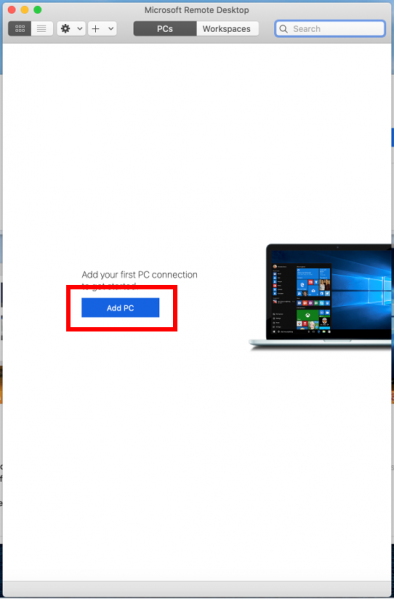 Microsoft Remote Desktop
PCs
Workspaces
Search
Add your first PC connection
to get started
Add PC